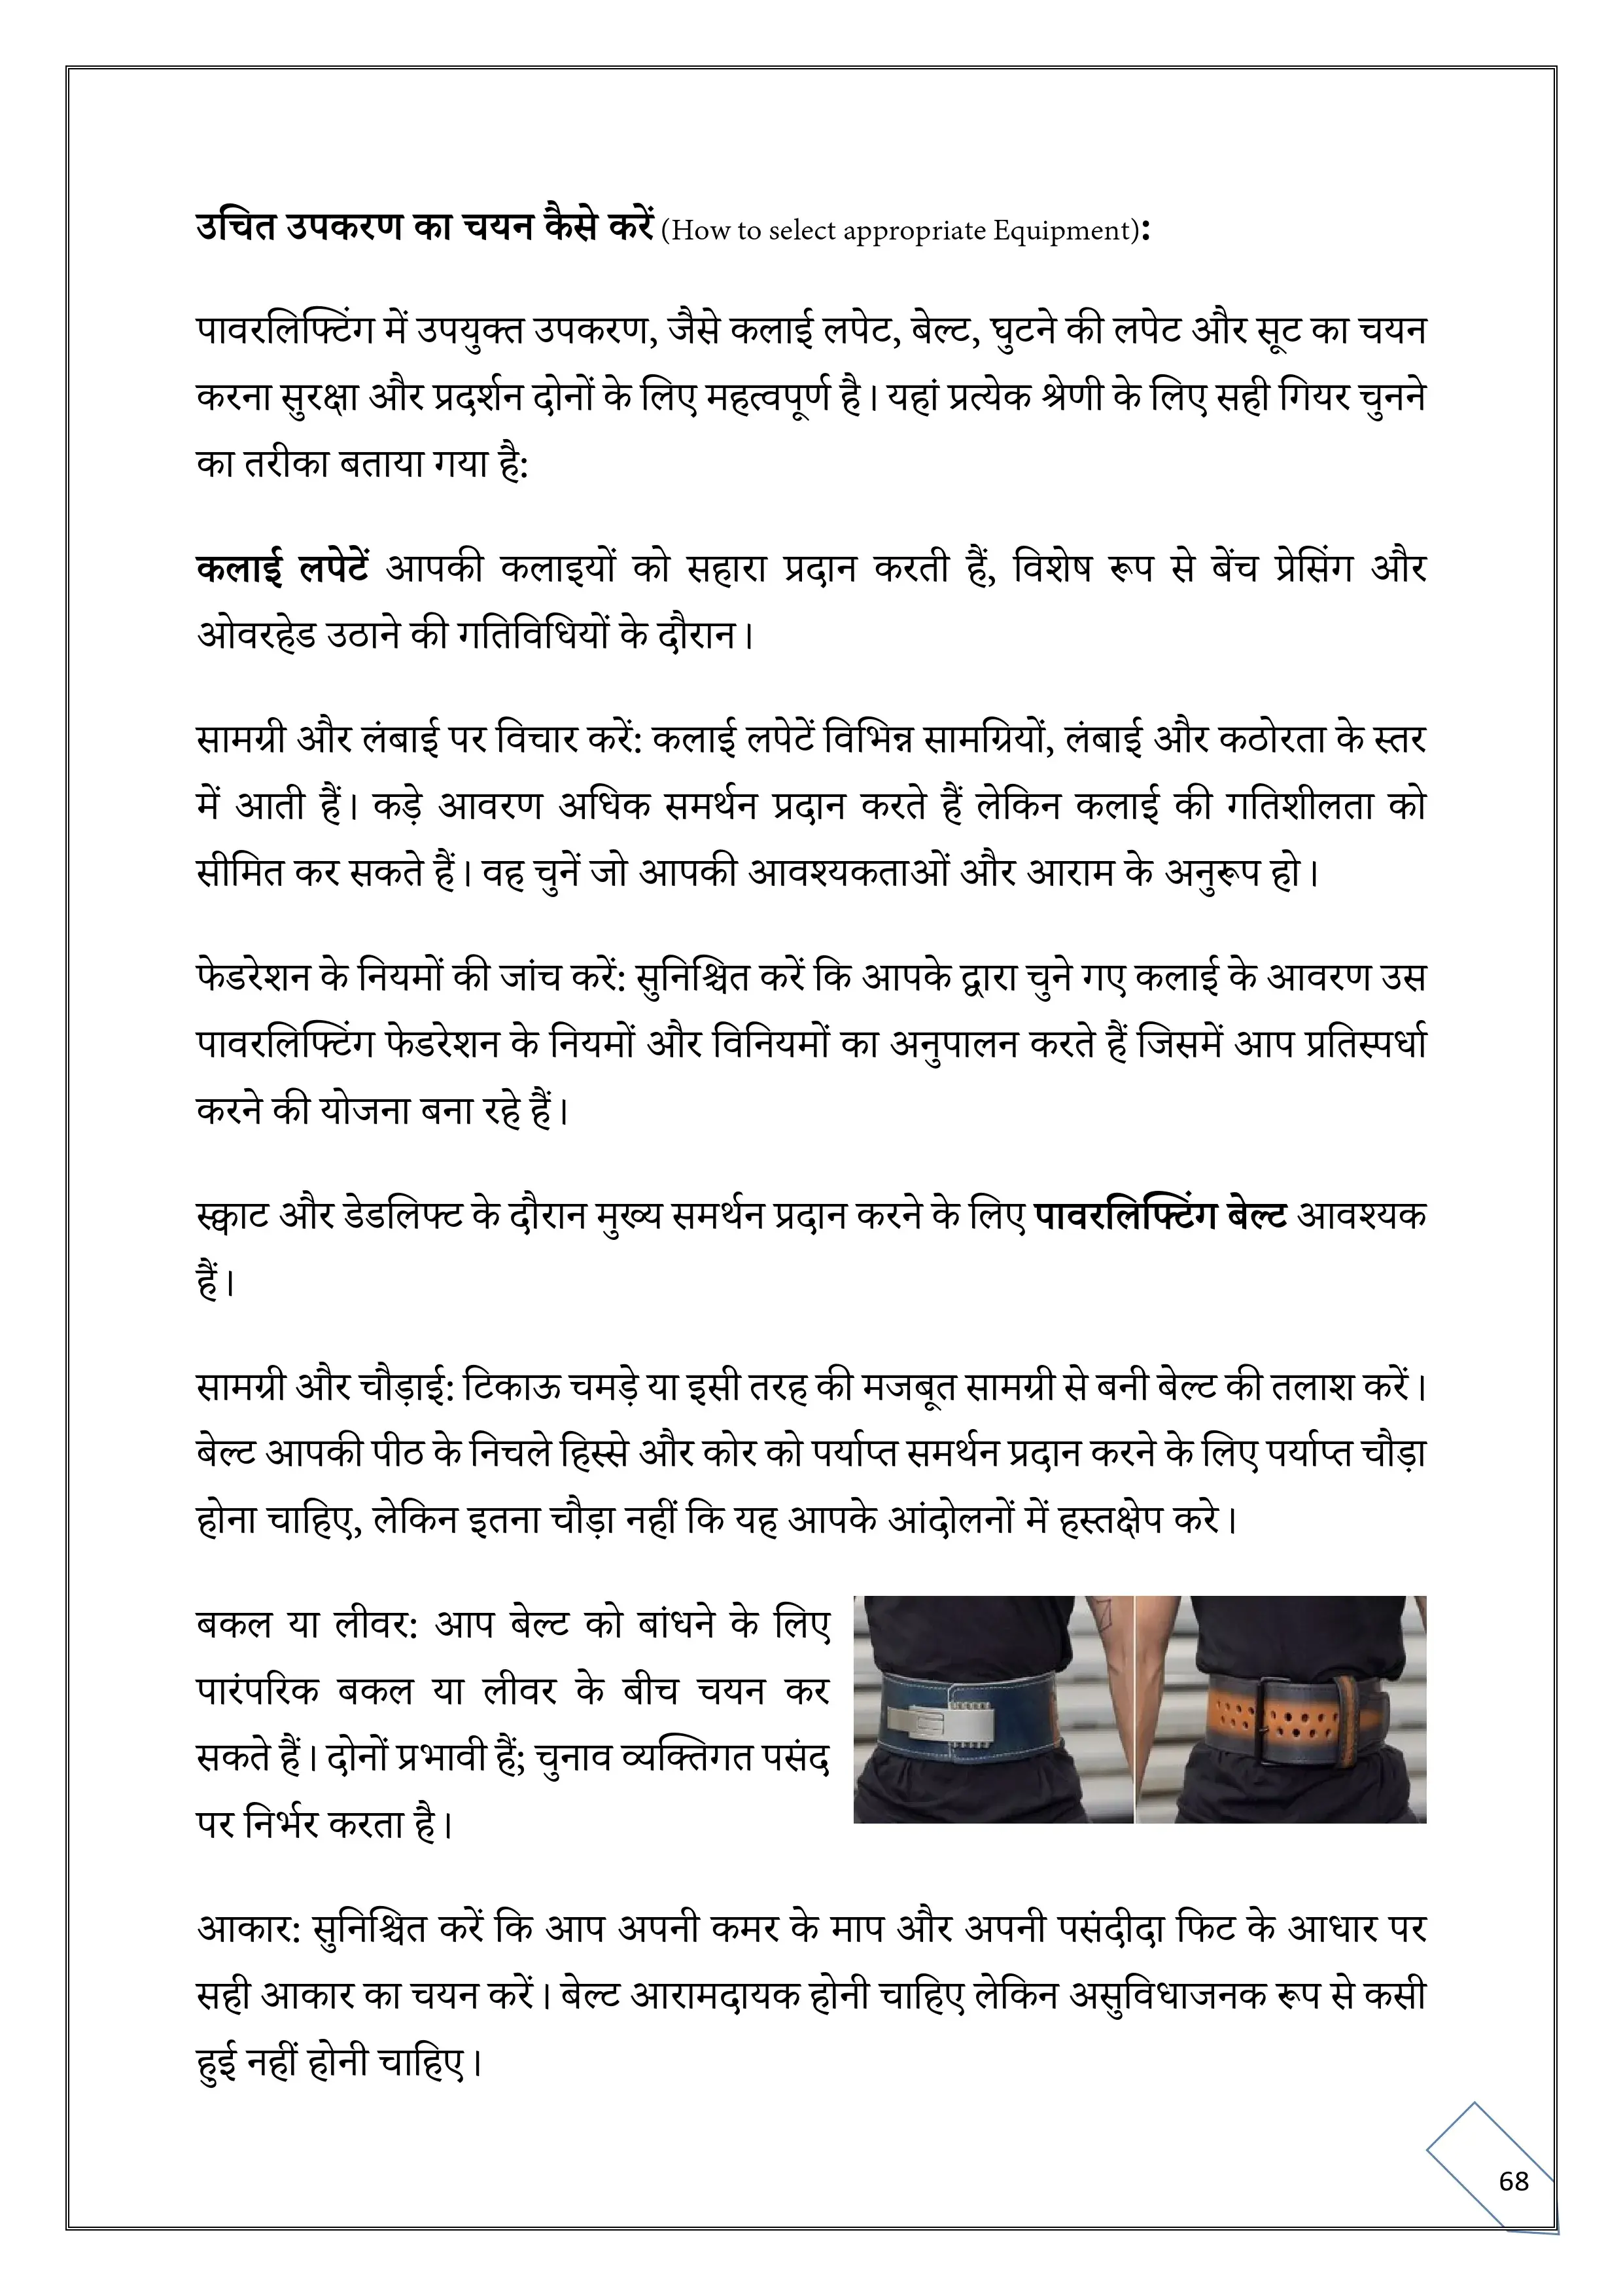 उचित उपकरण का चयन कैसे करें (How to select appropriate Equipment):
पावरलिफ्टिंग में उपयुक्त उपकरण, जैसे कलाई लपेट, बेल्ट, घुटने की लपेट और सूट का चयन
करना सुरक्षा और प्रदर्शन दोनों के लिए महत्वपूर्ण है। यहां प्रत्येक श्रेणी के लिए सही गियर चुनने
का तरीका बताया गया है:
कलाई लपेटें आपकी कलाइयों को सहारा प्रदान करती हैं, विशेष रूप से बेंच प्रेसिंग और
ओवरहेड उठाने की गतिविधियों के दौरान।
सामग्री और लंबाई पर विचार करें: कलाई लपेटें विभिन्न सामग्रियों, लंबाई और कठोरता के स्तर
में आती हैं। कड़े आवरण अधिक समर्थन प्रदान करते हैं लेकिन कलाई की गतिशीलता को
सीमित कर सकते हैं। वह चुनें जो आपकी आवश्यकताओं और आराम के अनुरूप हो।
फेडरेशन के नियमों की जांच करें: सुनिश्चित करें कि आपके द्वारा चुने गए कलाई के आवरण उस
पावरलिफ्टिंग फेडरेशन के नियमों और विनियमों का अनुपालन करते हैं जिसमें आप प्रतिस्पर्धा
करने की योजना बना रहे हैं।
स्क्वाट और डेडलिफ्ट के दौरान मुख्य समर्थन प्रदान करने के लिए पावरलिफ्टिंग बेल्ट आवश्यक
हैं।
सामग्री और चौड़ाई: टिकाऊ चमड़े या इसी तरह की मजबूत सामग्री से बनी बेल्ट की तलाश करें।
बेल्ट आपकी पीठ के निचले हिस्से और कोर को पर्याप्त समर्थन प्रदान करने के लिए पर्याप्त चौड़ा
होना चाहिए, लेकिन इतना चौड़ा नहीं कि यह आपके आंदोलनों में हस्तक्षेप करे।
बकल या लीवर: आप बेल्ट को बांधने के लिए
पारंपरिक बकल या लीवर के बीच चयन कर
सकते हैं। दोनों प्रभावी हैं; चुनाव व्यक्तिगत पसंद
पर निर्भर करता है।
आकार: सुनिश्चित करें कि आप अपनी कमर के माप और अपनी पसंदीदा फिट के आधार पर
सही आकार का चयन करें। बेल्ट आरामदायक होनी चाहिए लेकिन असुविधाजनक रूप से कसी
हुई नहीं होनी चाहिए।
68